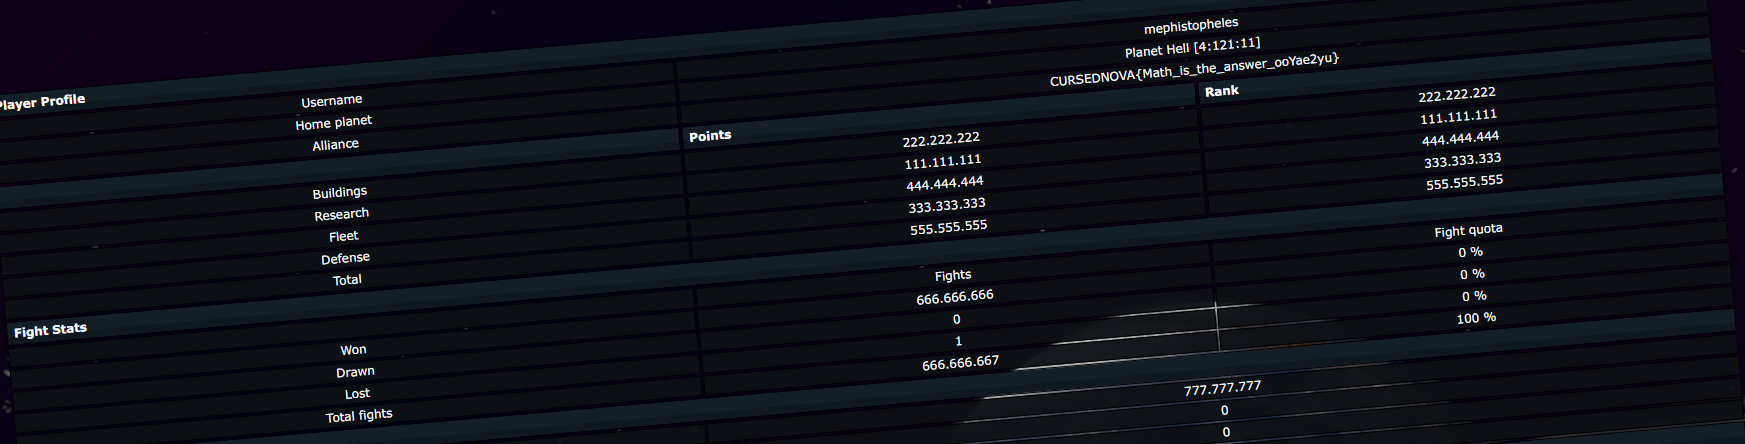 Player Profile
Username mephistopheles
Home planet Planet Hell [4:121:11]
Alliance CURSEDNOVA{Math_is_the_answer_ooYae2yu}
Points Rank
Buildings 222.222.222 222.222.222
Research 111.111.111 111.111.111
Fleet 444.444.444 444.444.444
Defense 333.333.333 333.333.333
Total 555.555.555 555.555.555
Fight Stats
Fights Fight quota
Won 666.666.666 0 %
Drawn 0 0 %
Lost 1 0 %
Total fights 666.666.667 100 %
777.777.777
0
0